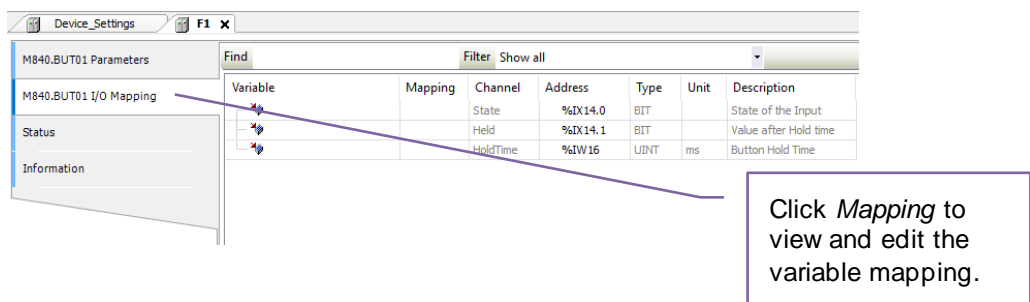 Device_Settings F1 X
M840.BUT01 Parameters
M840.BUT01 I/O Mapping
Status
Information
Find Filter Show all
Variable Mapping Channel Address Type Unit Description
State %IX14.0 BIT State of the Input
Held %IX14.1 BIT Value after Hold time
HoldTime %IW16 UINT ms Button Hold Time
Click Mapping to
view and edit the
variable mapping.